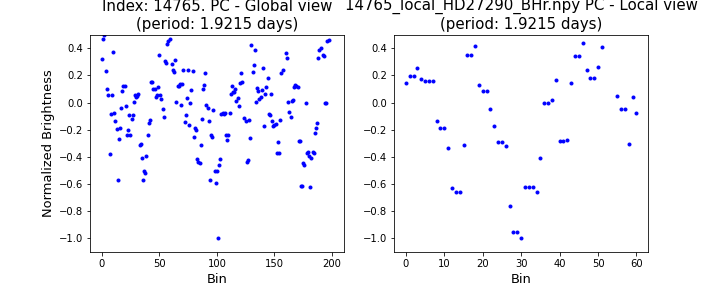 Index: 14765. PC - Global view
(period: 1.9215 days)
14765_local_HD27290_BHr.npy PC - Local view
(period: 1.9215 days)
Normalized Brightness
0.4
0.2
0.0
−0.2
−0.4
−0.6
−0.8
−1.0
0 50 100 150 200
Bin
0.4
0.2
0.0
−0.2
−0.4
−0.6
−0.8
−1.0
0 10 20 30 40 50 60
Bin